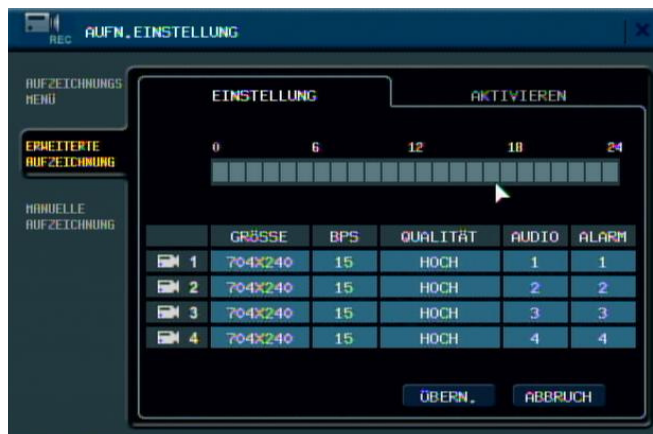 REC AUFN.EINSTELLUNG
AUFZEICHNUNGS
MENÜ
ERWEITERTE
AUFZEICHNUNG
MANUELLE
AUFZEICHNUNG
EINSTELLUNG AKTIVIEREN
0 6 12 18 24
GRÖSSE BPS QUALITÄT AUDIO ALARM
1 704X240 15 HOCH 1 1
2 704X240 15 HOCH 2 2
3 704X240 15 HOCH 3 3
4 704X240 15 HOCH 4 4
ÜBERN. ABBRUCH